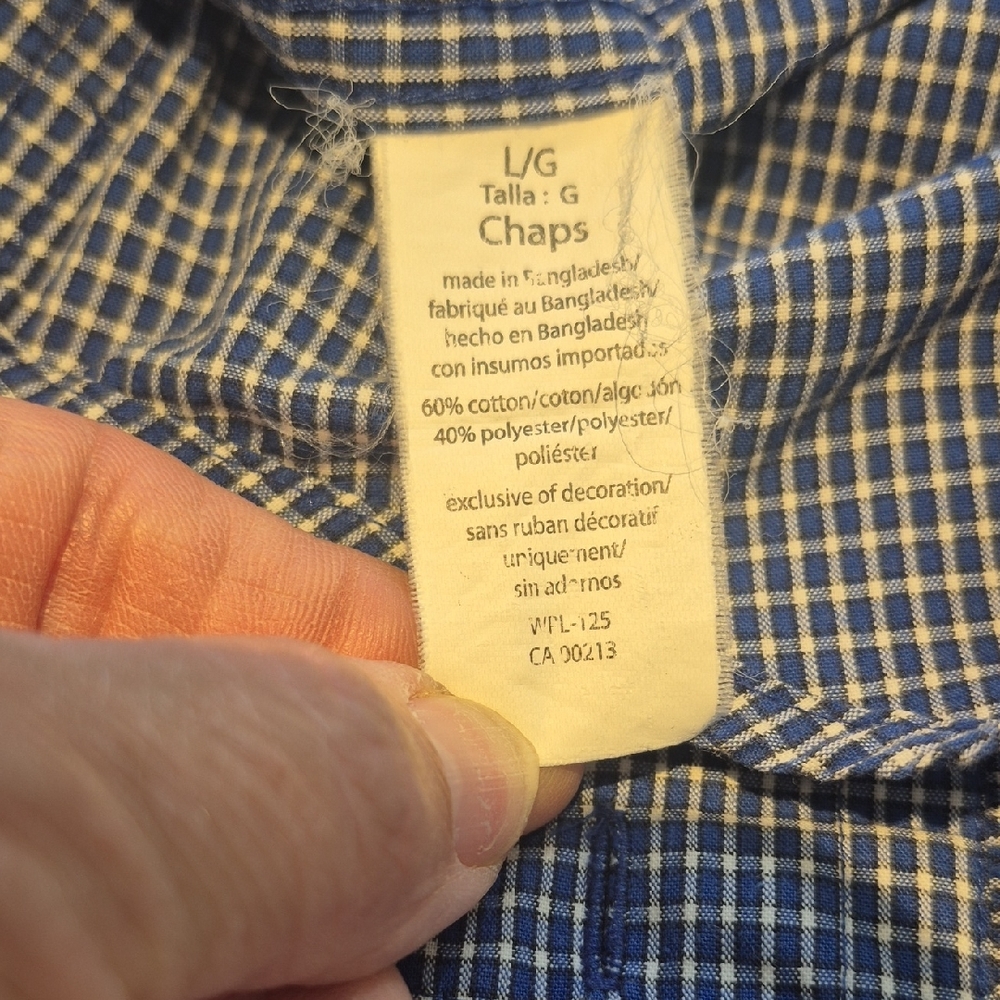 L/G
Talla : G
Chaps
made in Bangladesh/
fabriqué au Bangladesh/
hecho en Bangladesh
con insumos importados
60% cotton/coton/algodón
40% polyester/polyester/
poliéster
exclusive of decoration/
sans ruban décoratif
uniquement/
sin adornos
WPL-125
CA 00213